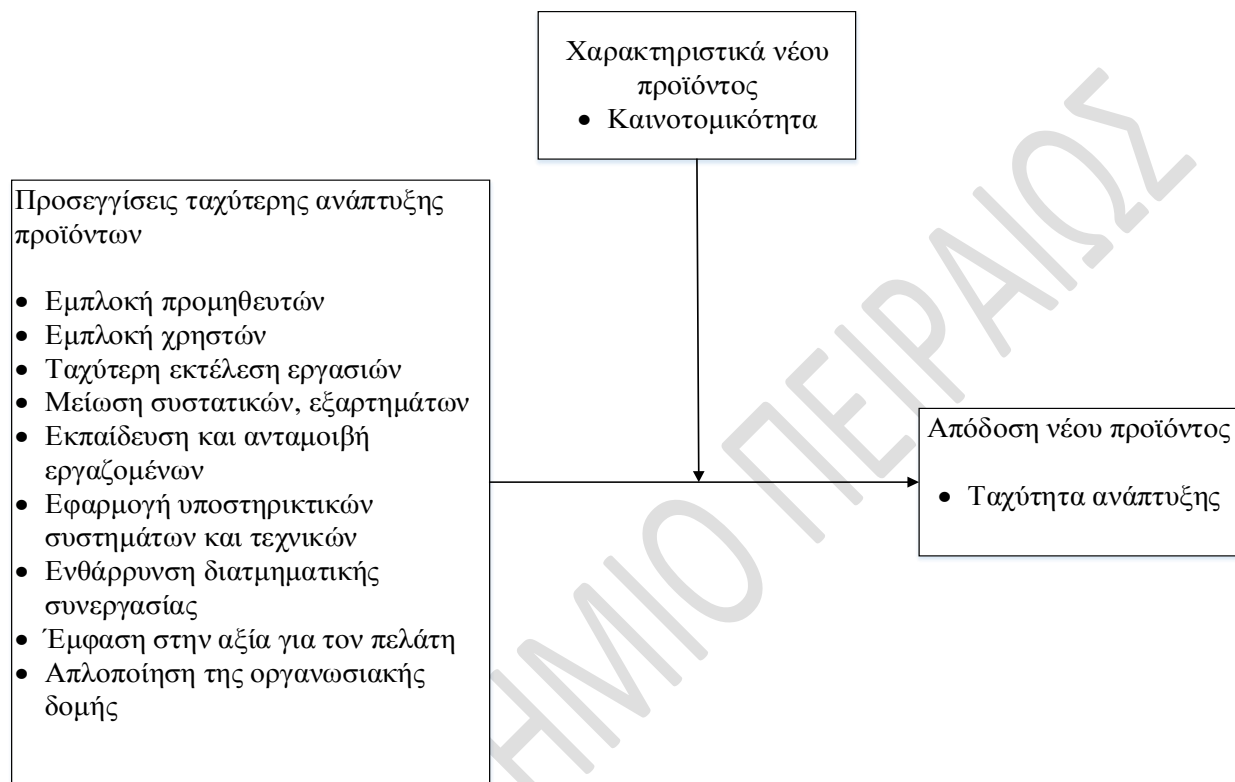 Χαρακτηριστικά νέου
προϊόντος
• Καινοτομικότητα
Προσεγγίσεις ταχύτερης ανάπτυξης
προϊόντων
• Εμπλοκή προμηθευτών
• Εμπλοκή χρηστών
• Ταχύτερη εκτέλεση εργασιών
• Μείωση συστατικών, εξαρτημάτων
• Εκπαίδευση και ανταμοιβή
εργαζομένων
• Εφαρμογή υποστηρικτικών
συστημάτων και τεχνικών
• Ενθάρρυνση διατμηματικής
συνεργασίας
• Έμφαση στην αξία για τον πελάτη
• Απλοποίηση της οργανωσιακής
δομής
Απόδοση νέου προϊόντος
• Ταχύτητα ανάπτυξης
ΗΜΙΟ ΠΕΙΡΑΙΩΣ